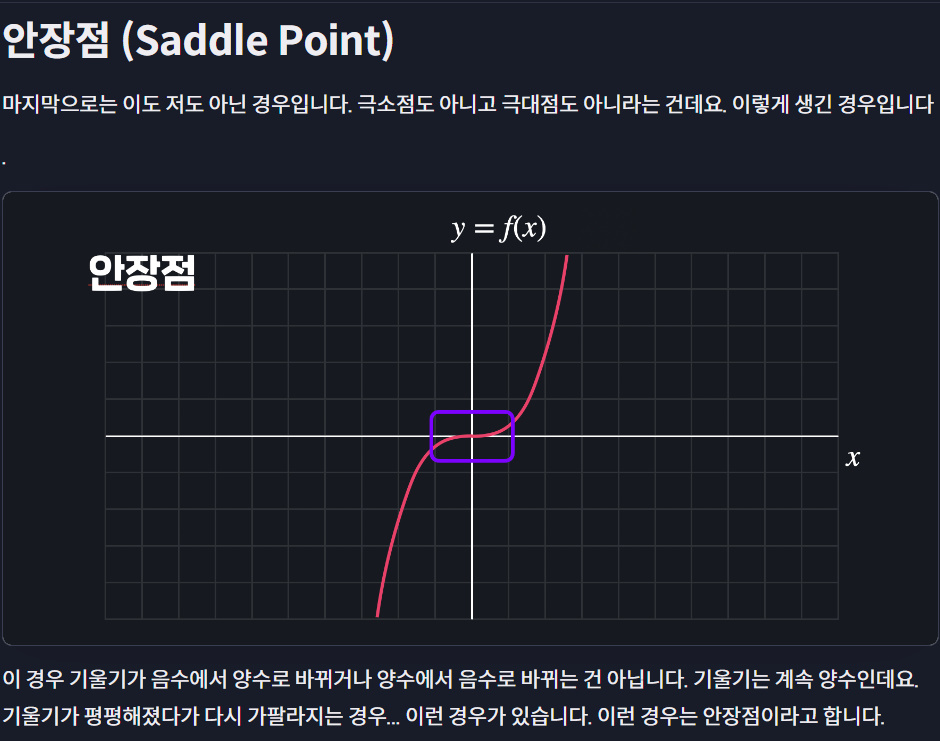 안장점 (Saddle Point)
마지막으로는 이도 저도 아닌 경우입니다. 극소점도 아니고 극대점도 아니라는 건데요. 이렇게 생긴 경우입니다
.
y = f(x)
안장점
x
이 경우 기울기가 음수에서 양수로 바뀌거나 양수에서 음수로 바뀌는 건 아닙니다. 기울기는 계속 양수인데요.
기울기가 평평해졌다가 다시 가팔라지는 경우... 이런 경우가 있습니다. 이런 경우는 안장점이라고 합니다.